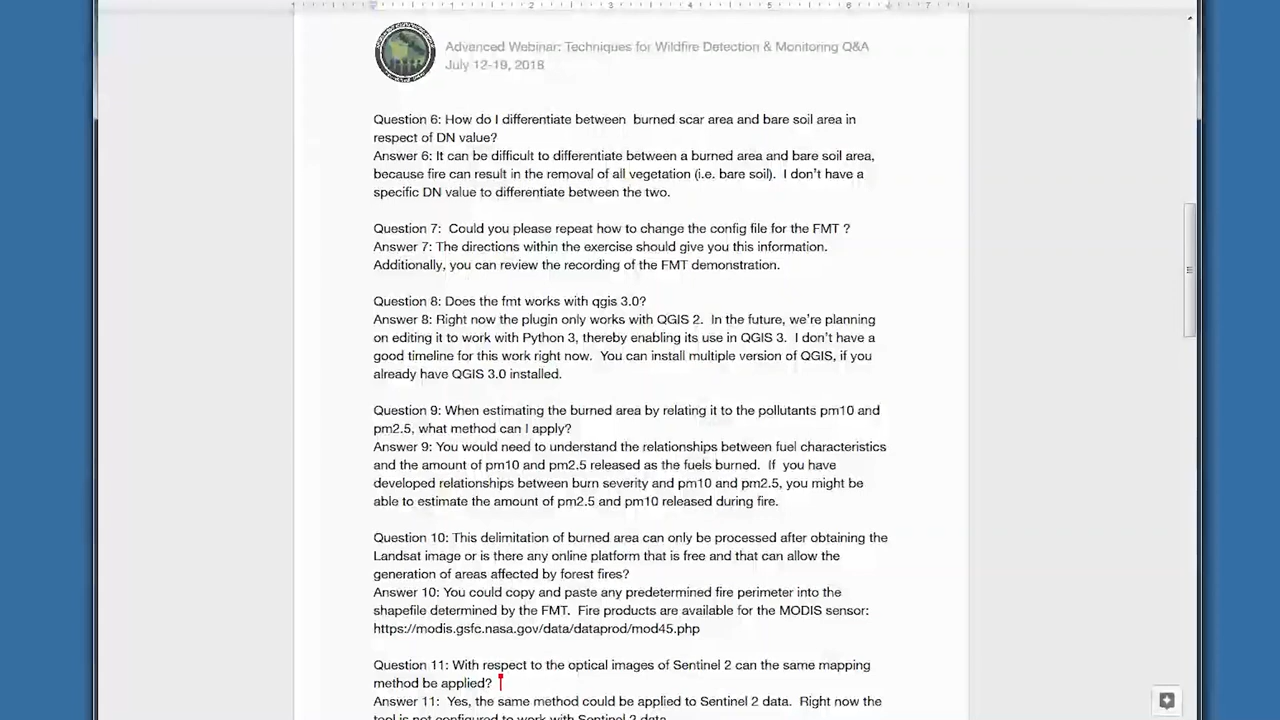 1 2 3 4 5 6 7
Advanced Webinar: Techniques for Wildfire Detection & Monitoring Q&A
July 12-19, 2018
Question 6: How do I differentiate between  burned scar area and bare soil area in
respect of DN value?
Answer 6: It can be difficult to differentiate between a burned area and bare soil area,
because fire can result in the removal of all vegetation (i.e. bare soil).  I don't have a
specific DN value to differentiate between the two.
Question 7:  Could you please repeat how to change the config file for the FMT ?
Answer 7: The directions within the exercise should give you this information.
Additionally, you can review the recording of the FMT demonstration.
Question 8: Does the fmt works with qgis 3.0?
Answer 8: Right now the plugin only works with QGIS 2.  In the future, we're planning
on editing it to work with Python 3, thereby enabling its use in QGIS 3.  I don't have a
good timeline for this work right now.  You can install multiple version of QGIS, if you
already have QGIS 3.0 installed.
Question 9: When estimating the burned area by relating it to the pollutants pm10 and
pm2.5, what method can I apply?
Answer 9: You would need to understand the relationships between fuel characteristics
and the amount of pm10 and pm2.5 released as the fuels burned.  If  you have
developed relationships between burn severity and pm10 and pm2.5, you might be
able to estimate the amount of pm2.5 and pm10 released during fire.
Question 10: This delimitation of burned area can only be processed after obtaining the
Landsat image or is there any online platform that is free and that can allow the
generation of areas affected by forest fires?
Answer 10: You could copy and paste any predetermined fire perimeter into the
shapefile determined by the FMT.  Fire products are available for the MODIS sensor:
https://modis.gsfc.nasa.gov/data/dataprod/mod45.php
Question 11: With respect to the optical images of Sentinel 2 can the same mapping
method be applied?
Answer 11:  Yes, the same method could be applied to Sentinel 2 data.  Right now the
tool is not configured to work with Sentinel 2 data